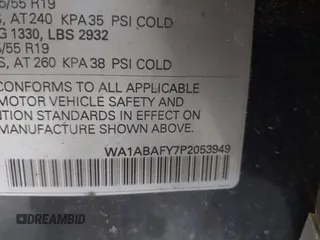 /55 R19
, AT 240 KPA 35 PSI COLD
G 1330, LBS 2932
/55 R19
S, AT 260 KPA 38 PSI COLD
CONFORMS TO ALL APPLICABLE
MOTOR VEHICLE SAFETY AND
TION STANDARDS IN EFFECT ON
MANUFACTURE SHOWN ABOVE.
WA1ABAFY7P2053949
DREAMBID